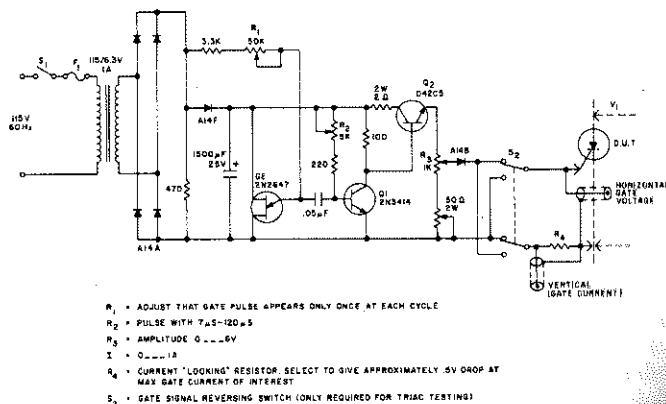 S1
F1
115/6.3V
1A
115V
60Hz
3.3K
R1
50K
A14F
470
1500µF
25V
+
GE
2N2647
.05µF
R2
5K
220
100
2W
2Ω
Q2
D42C5
Q1
2N3414
R3
1K
A14B
50Ω
2W
S2
V1
D.U.T
HORIZONTAL
GATE
VOLTAGE
R4
VERTICAL
(GATE CURRENT)
A14A
R1 = ADJUST THAT GATE PULSE APPEARS ONLY ONCE AT EACH CYCLE
R2 = PULSE WITH 7µS-120µS
R3 = AMPLITUDE 0___6V
I = 0___1A
R4 = CURRENT "LOOKING" RESISTOR. SELECT TO GIVE APPROXIMATELY .5V DROP AT
MAX GATE CURRENT OF INTEREST
S2 = GATE SIGNAL REVERSING SWITCH (ONLY REQUIRED FOR TRIAC TESTING)